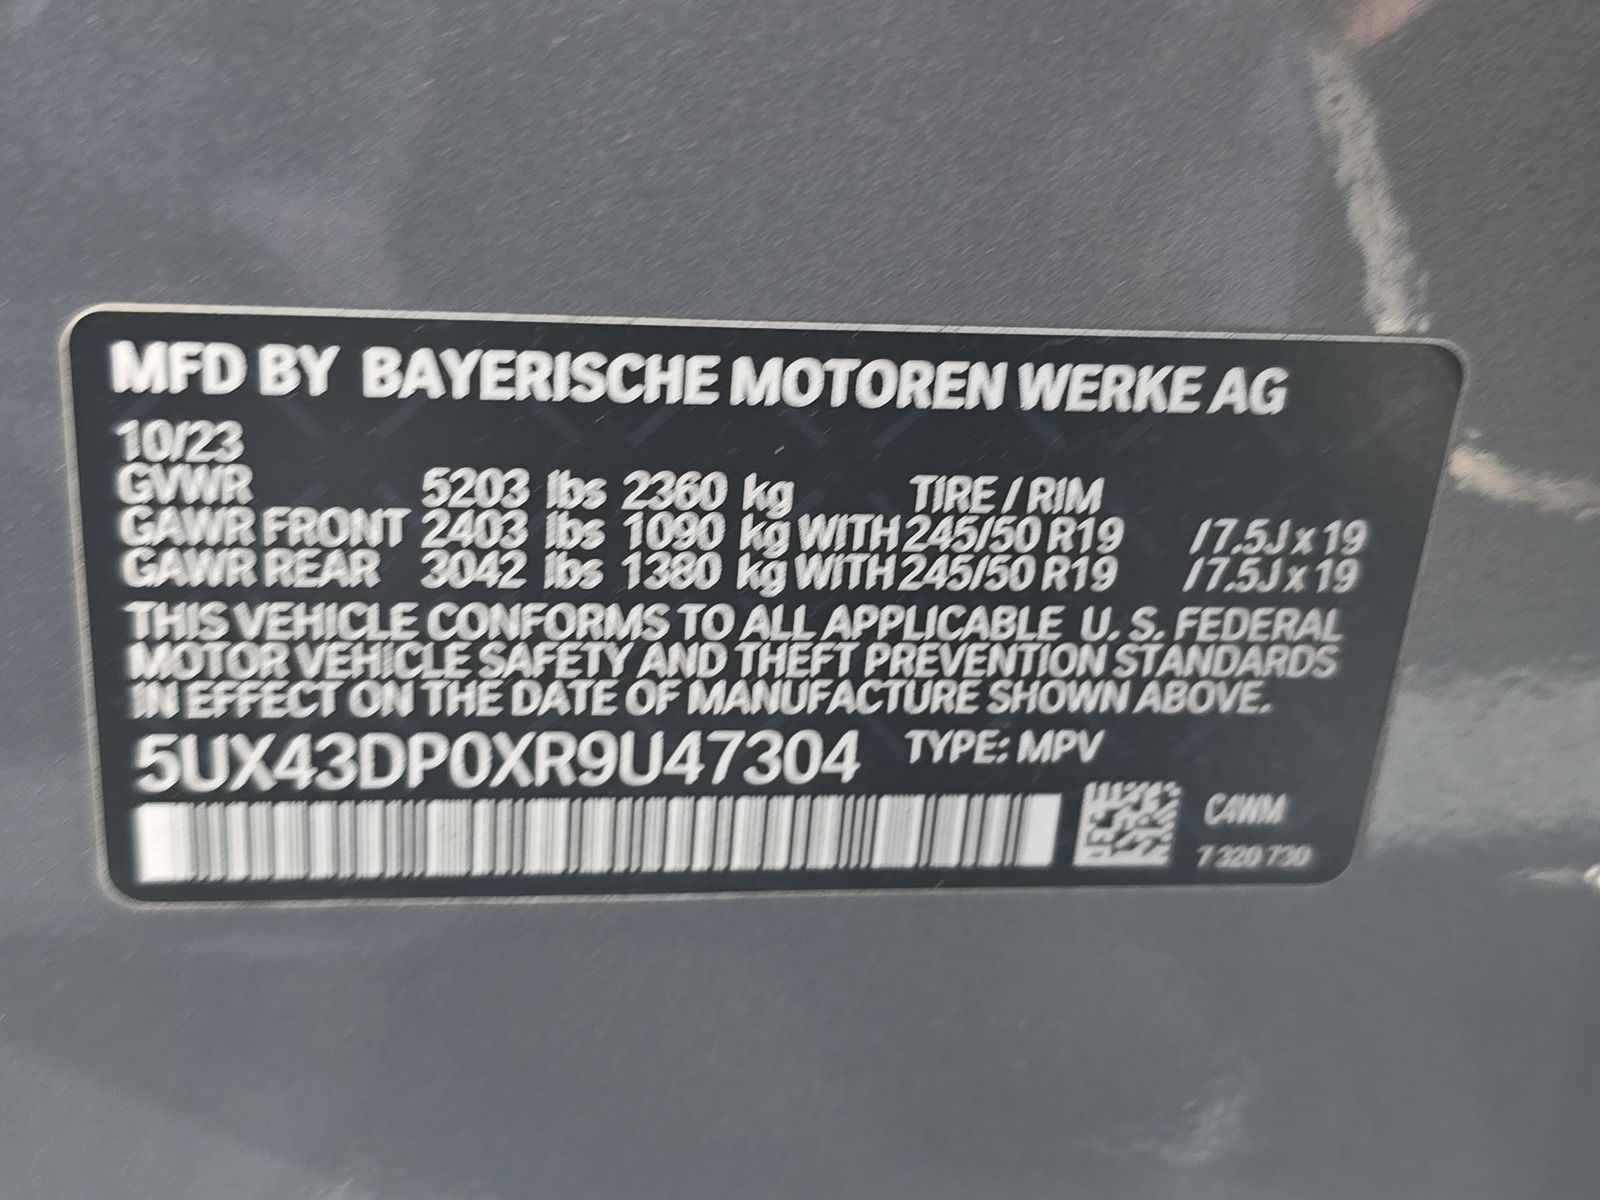 MFD BY BAYERISCHE MOTOREN WERKE AG
10/23
GVWR 5203 lbs 2360 kg TIRE / RIM
GAWR FRONT 2403 lbs 1090 kg WITH 245/50 R19 / 7.5J x 19
GAWR REAR 3042 lbs 1380 kg WITH 245/50 R19 / 7.5J x 19
THIS VEHICLE CONFORMS TO ALL APPLICABLE U. S. FEDERAL
MOTOR VEHICLE SAFETY AND THEFT PREVENTION STANDARDS
IN EFFECT ON THE DATE OF MANUFACTURE SHOWN ABOVE.
5UX43DP0XR9U47304 TYPE: MPV
C4WM
7 320 730